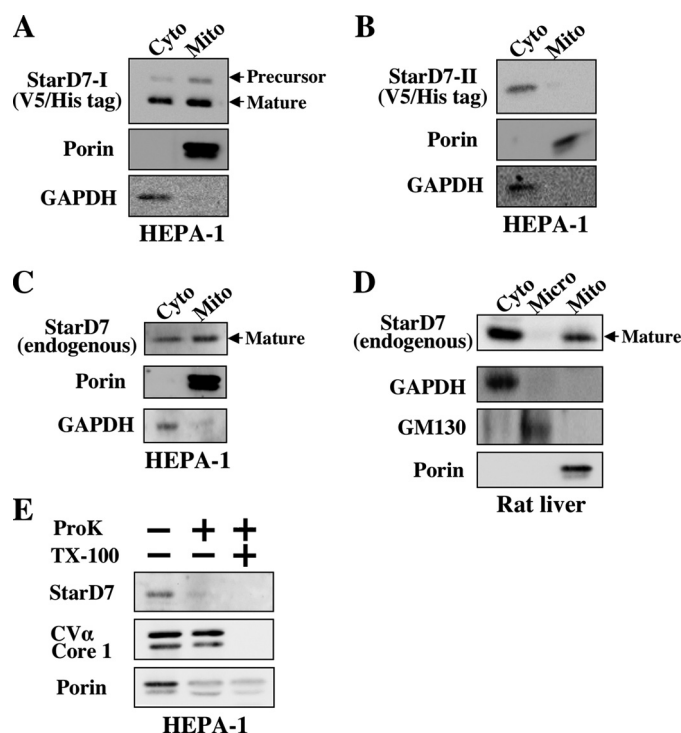 A
Cyto Mito
StarD7-I
(V5/His tag)
Precursor
Mature
Porin
GAPDH
HEPA-1
B
Cyto Mito
StarD7-II
(V5/His tag)
Porin
GAPDH
HEPA-1
C
Cyto Mito
StarD7
(endogenous)
Mature
Porin
GAPDH
HEPA-1
D
Cyto Micro Mito
StarD7
(endogenous)
Mature
GAPDH
GM130
Porin
Rat liver
E
ProK − + +
TX-100 − − +
StarD7
CVα
Core 1
Porin
HEPA-1